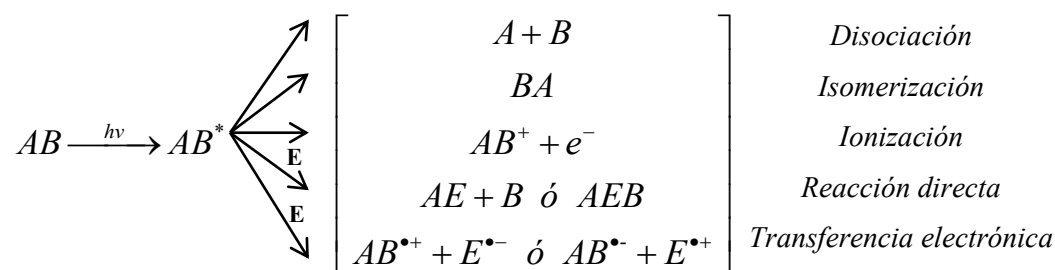 A + B Disociación
BA Isomerización
AB —hν→ AB* AB⁺ + e⁻ Ionización
E
AE + B ó AEB Reacción directa
E
AB•⁺ + E•⁻ ó AB•⁻ + E•⁺ Transferencia electrónica